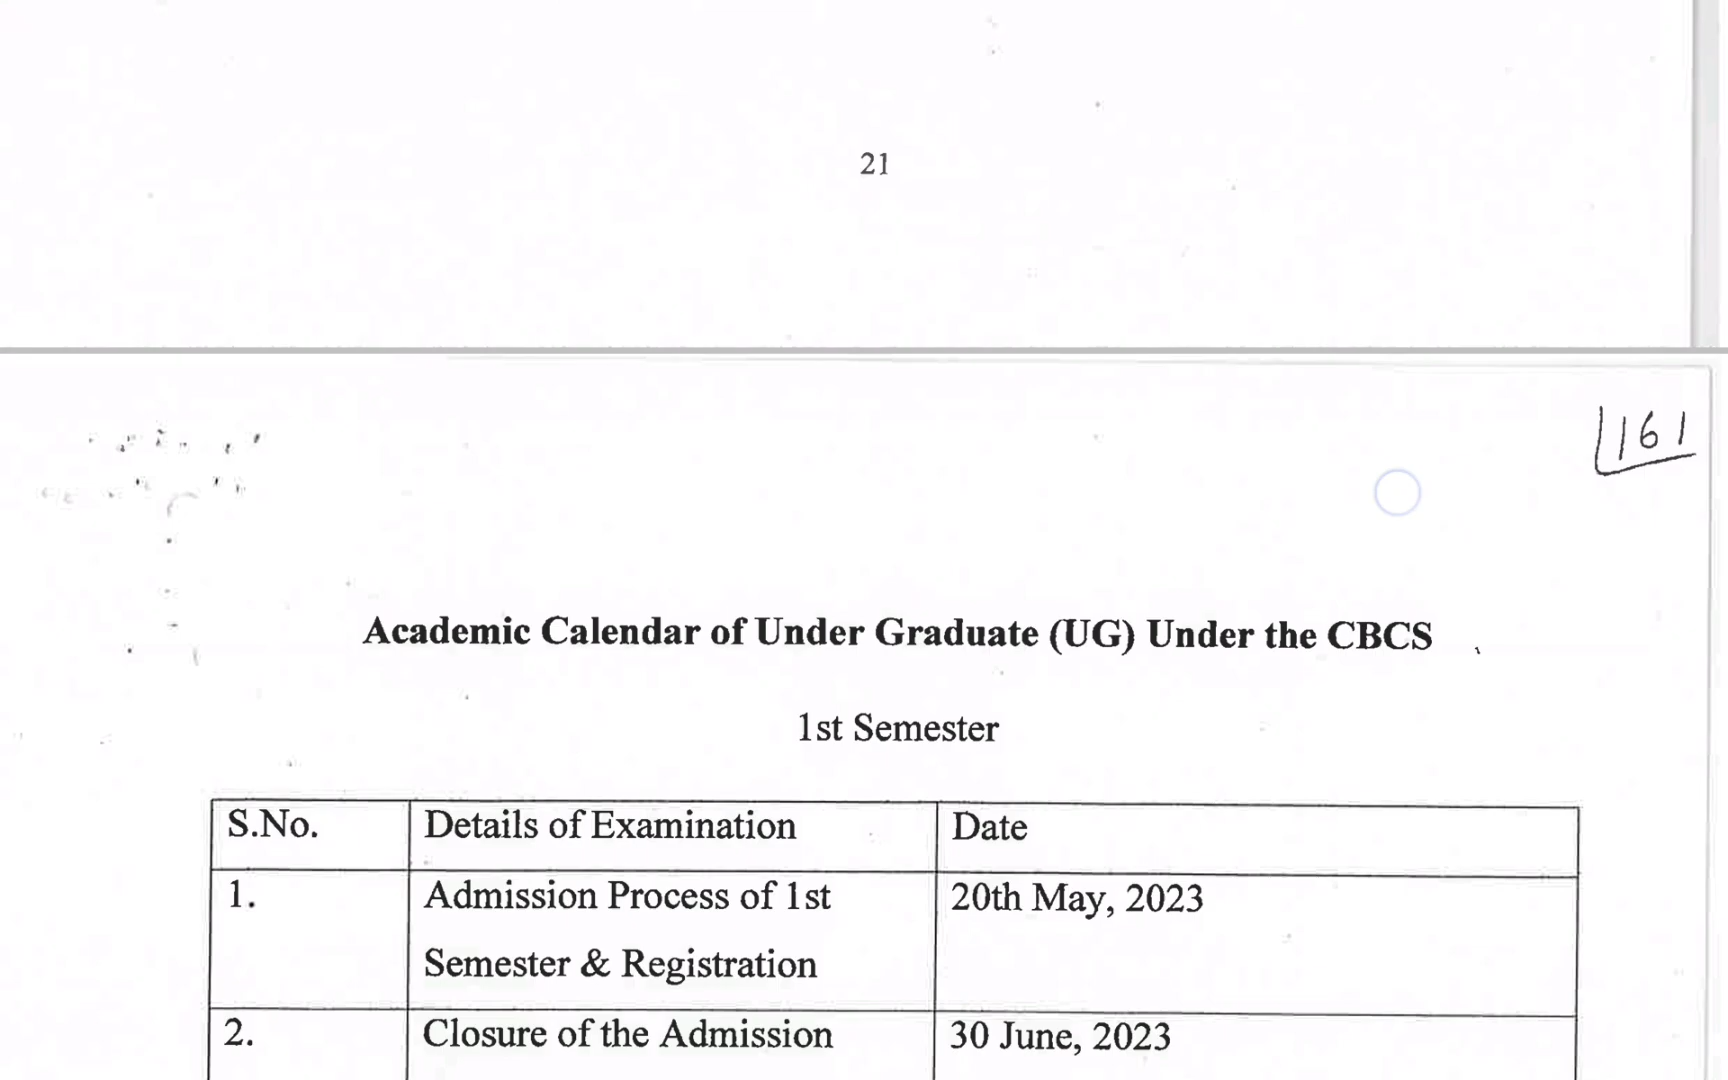 21
161
Academic Calendar of Under Graduate (UG) Under the CBCS
1st Semester
S.No. Details of Examination Date
1. Admission Process of 1st 20th May, 2023
Semester & Registration
2. Closure of the Admission 30 June, 2023